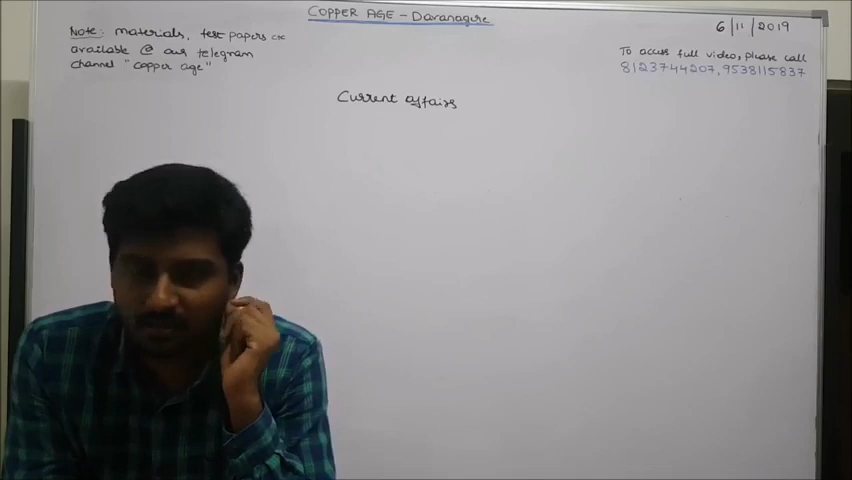 COPPER AGE - Davanagire
6/11/2019
Note: materials, test papers etc
available @ our telegram
channel "copper age"
To access full video, please call
8123744207, 9538115837
Current affairs